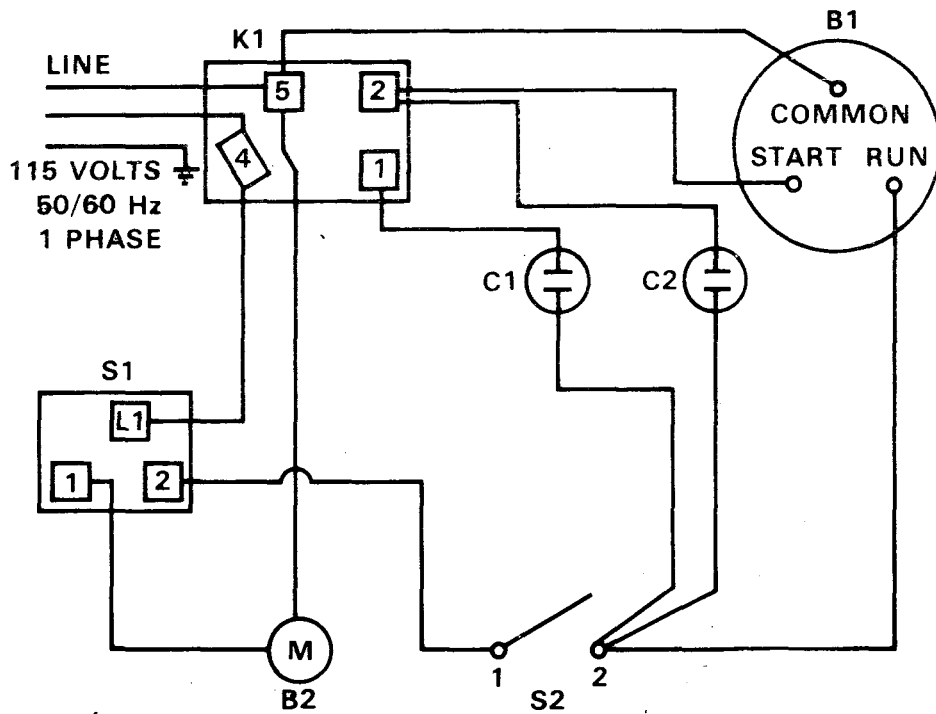 B1
K1
LINE
5
2
COMMON
4
1
START RUN
115 VOLTS
50/60 Hz
1 PHASE
C1
C2
S1
L1
1
2
M
B2
1
2
S2